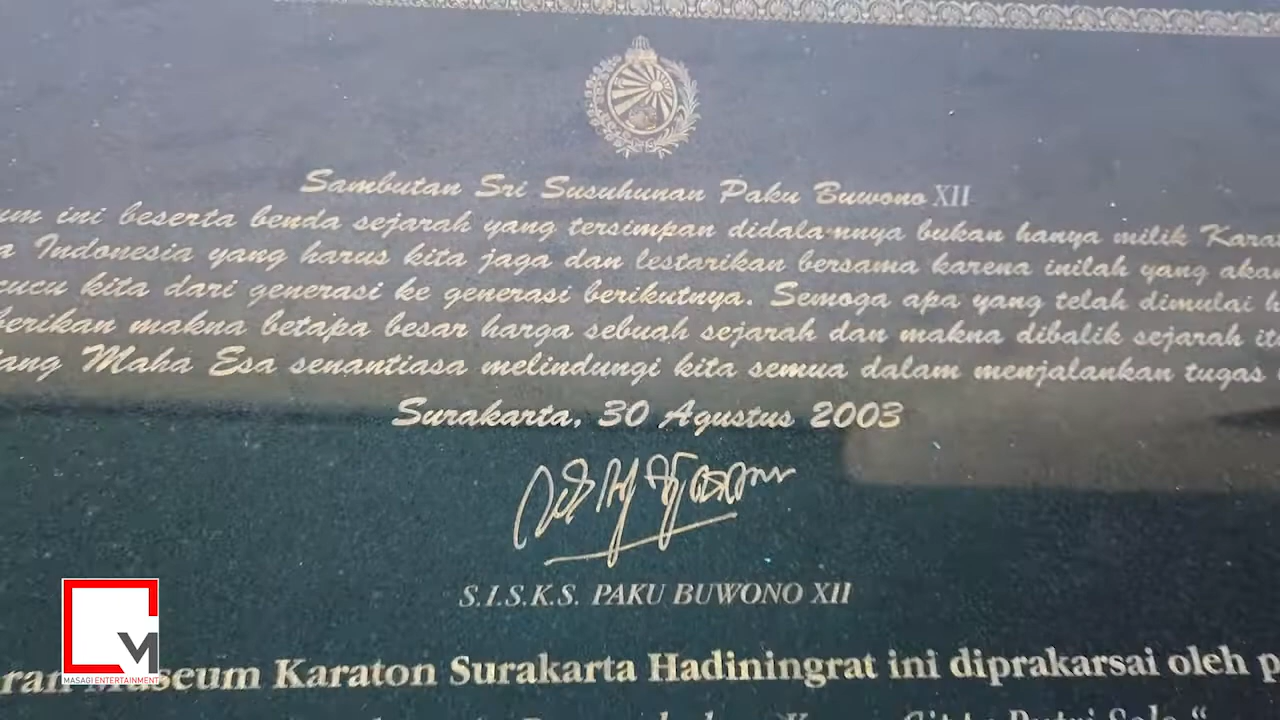 Sambutan Sri Susuhunan Paku Buwono XII
um ini beserta benda sejarah yang tersimpan didalamnya bukan hanya milik Kara
a Indonesia yang harus kita jaga dan lestarikan bersama karena inilah yang akan
cucu kita dari generasi ke generasi berikutnya. Semoga apa yang telah dimulai h
berikan makna betapa besar harga sebuah sejarah dan makna dibalik sejarah it
ang Maha Esa senantiasa melindungi kita semua dalam menjalankan tugas
Surakarta, 30 Agustus 2003
S.I.S.K.S. PAKU BUWONO XII
ran Museum Karaton Surakarta Hadiningrat ini diprakarsai oleh p
Putri Solo "
M
MASAGI ENTERTAINMENT